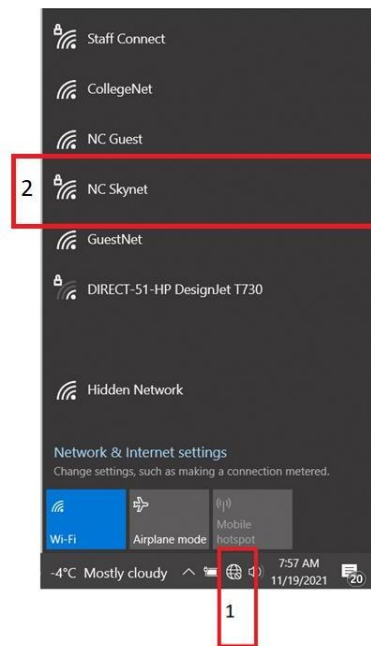 Staff Connect
CollegeNet
NC Guest
2
NC Skynet
GuestNet
DIRECT-51-HP DesignJet T730
Hidden Network
Network & Internet settings
Change settings, such as making a connection metered.
Wi-Fi
Airplane mode
Mobile
hotspot
-4°C Mostly cloudy
7:57 AM
11/19/2021
20
1